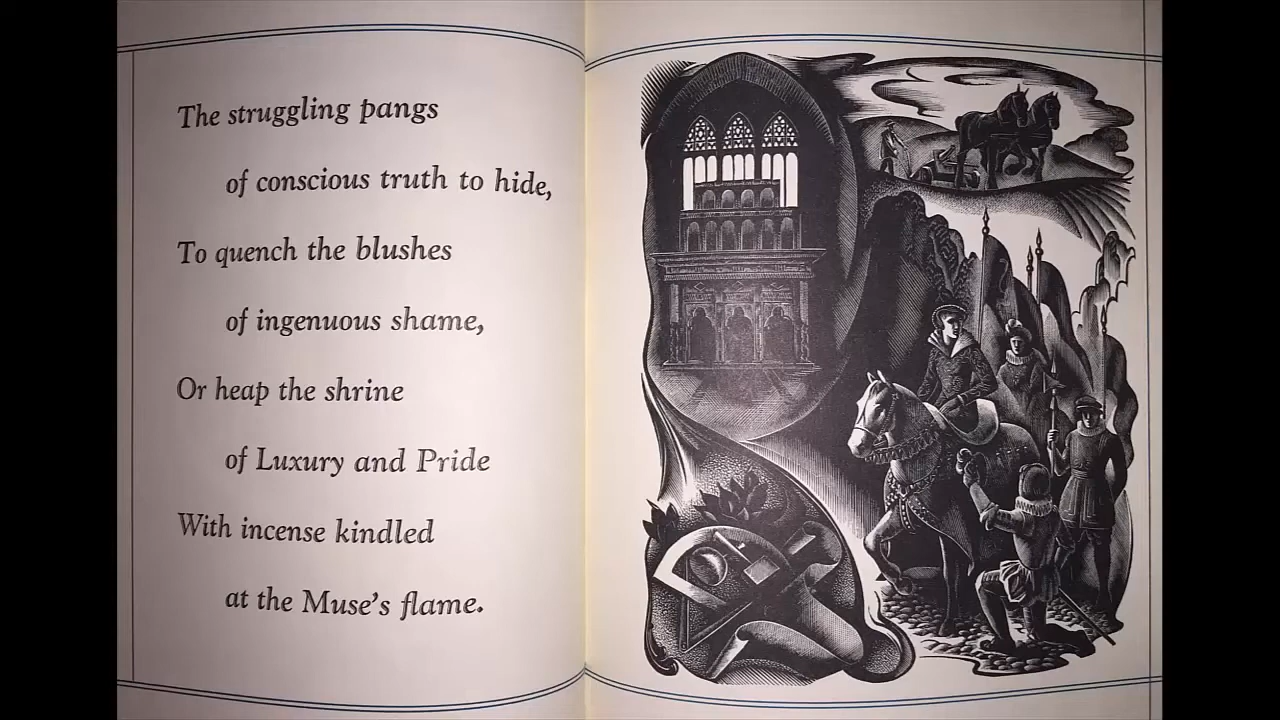 The struggling pangs
of conscious truth to hide,
To quench the blushes
of ingenuous shame,
Or heap the shrine
of Luxury and Pride
With incense kindled
at the Muse's flame.